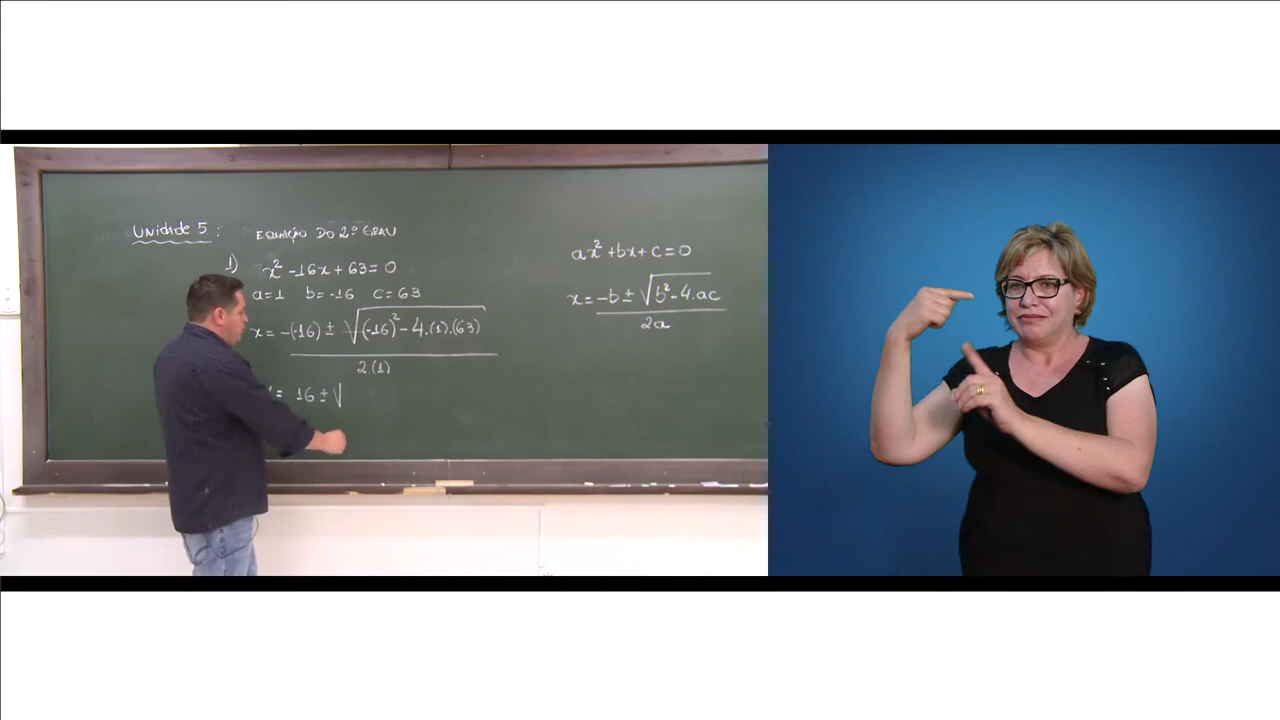 Unidade 5 : EQUAÇÃO DO 2º GRAU
1) x² - 16x + 63 = 0
a = 1 b = -16 c = 63
x = -(-16) ± √(-16)² - 4.(1).(63)
2(1)
= 16 ± √
ax² + bx + c = 0
x = -b ± √b² - 4.ac
2a